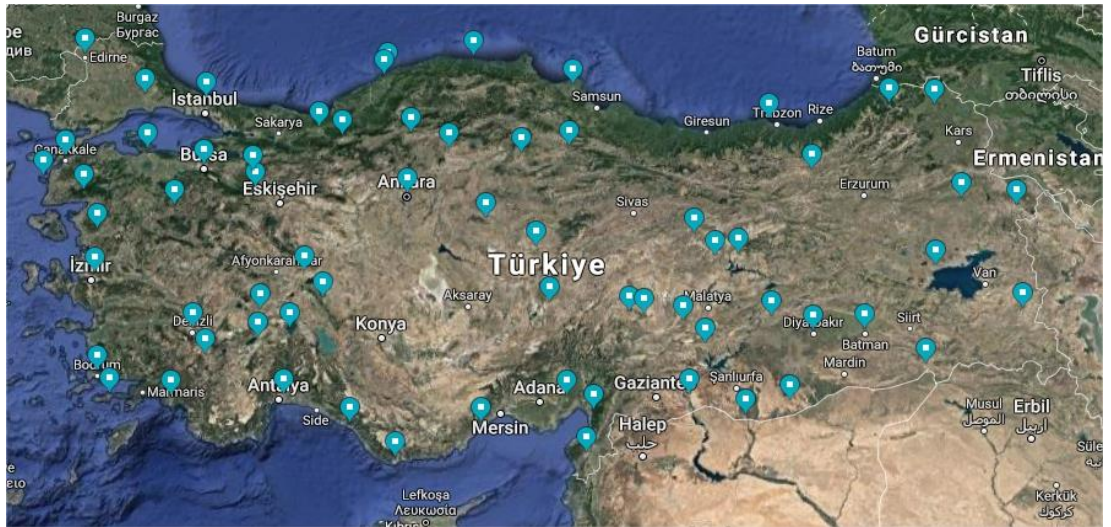 Burgaz
Бургас
Edirne
İstanbul
Sakarya
Çanakkale
Bursa
Eskişehir
Ankara
Samsun
Giresun
Trabzon
Rize
Batum
ბათუმი
Gürcistan
Tiflis
თბილისი
Kars
Ermenistan
Erzurum
Sivas
Türkiye
İzmir
Afyonkarahisar
Aksaray
Konya
Malatya
Van
Siirt
Diyarbakır
Batman
Mardin
Denizli
Bodrum
Marmaris
Antalya
Side
Adana
Mersin
Gaziantep
Şanlıurfa
Halep
حلب
Musul
الموصل
Erbil
اربيل
Kerkük
كركوك
Lefkoşa
Λευκωσία